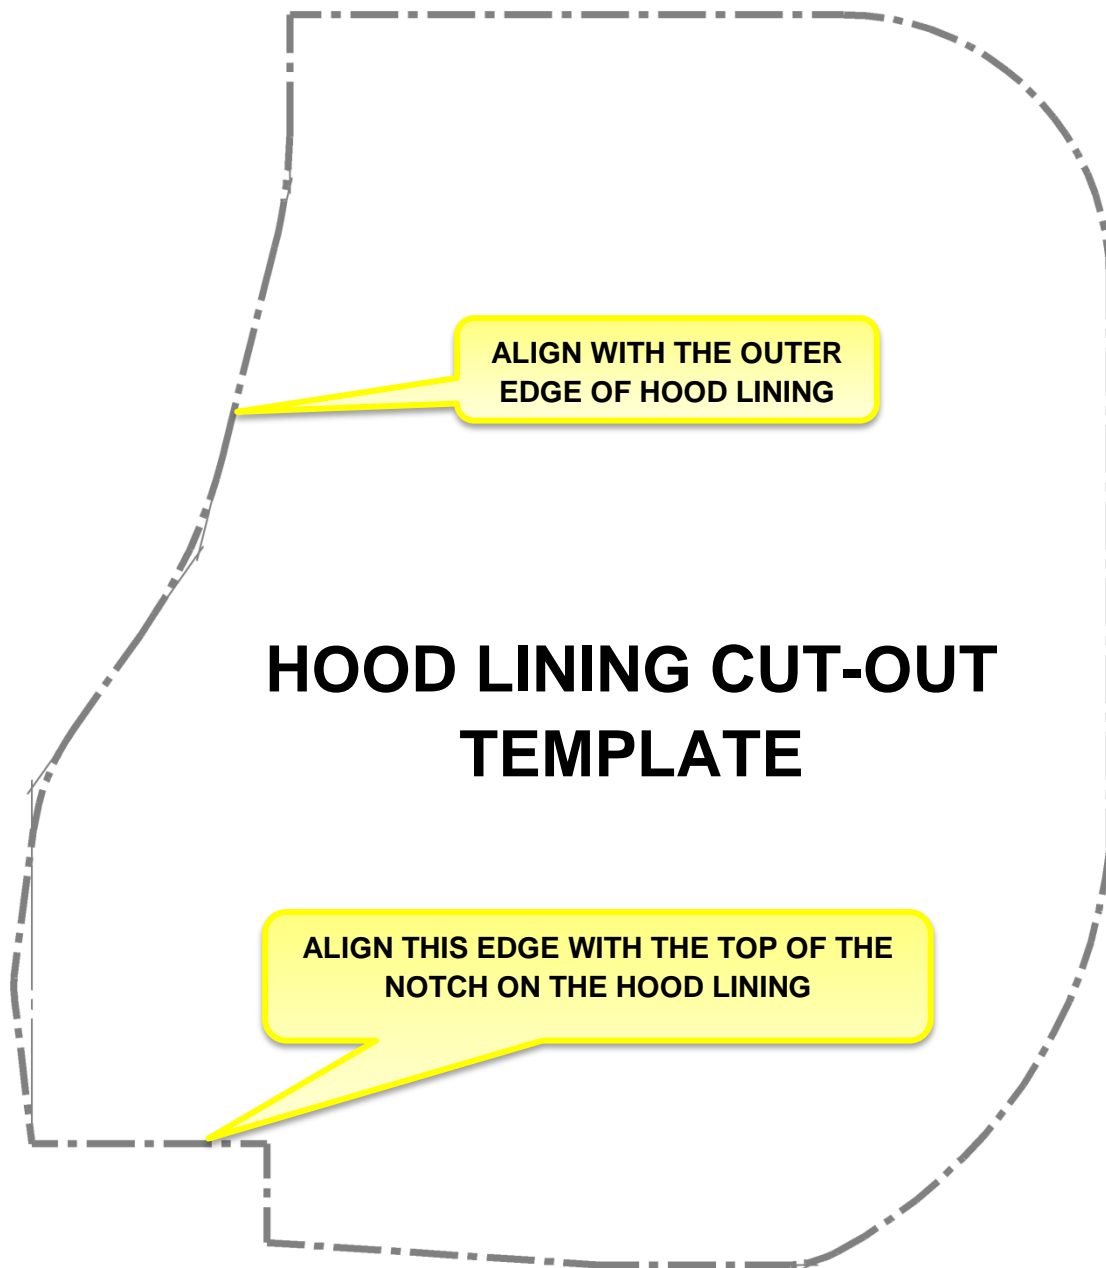 ALIGN WITH THE OUTER
EDGE OF HOOD LINING
HOOD LINING CUT-OUT
TEMPLATE
ALIGN THIS EDGE WITH THE TOP OF THE
NOTCH ON THE HOOD LINING